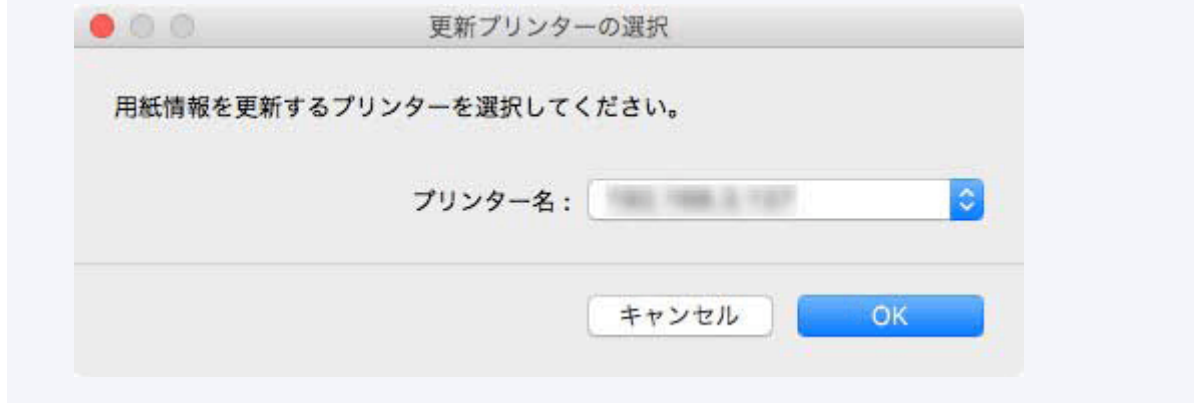 更新プリンターの選択
用紙情報を更新するプリンターを選択してください。
プリンター名：
キャンセル
OK